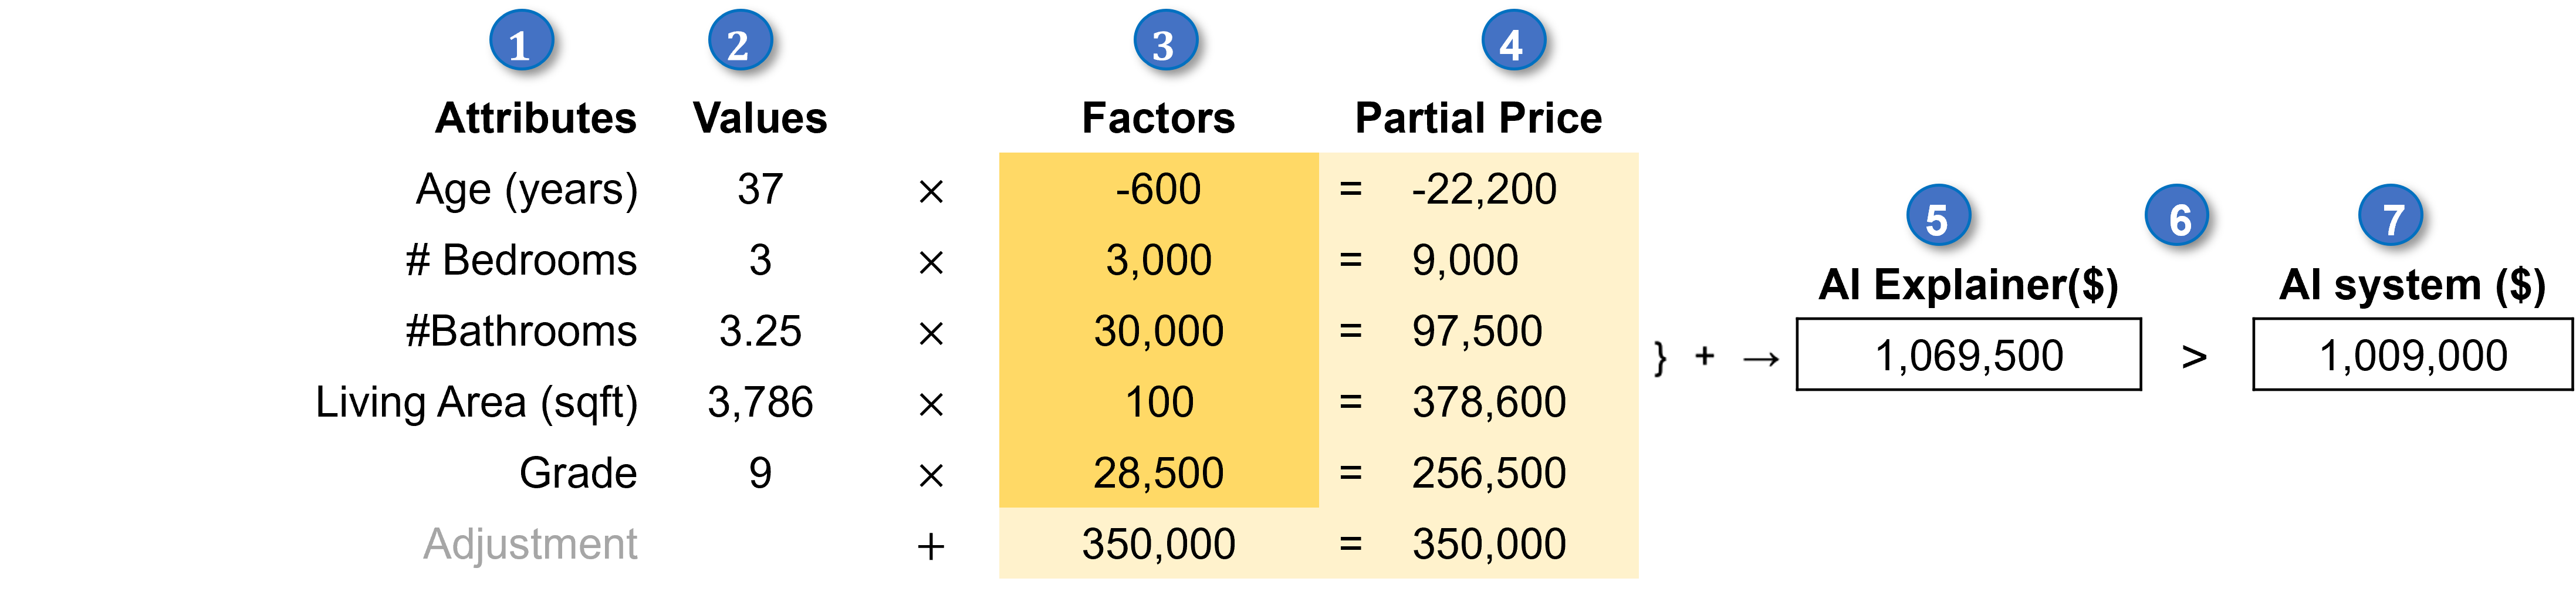 1 2 3 4
Attributes Values Factors Partial Price
Age (years) 37 × -600 = -22,200
# Bedrooms 3 × 3,000 = 9,000
#Bathrooms 3.25 × 30,000 = 97,500
Living Area (sqft) 3,786 × 100 = 378,600
Grade 9 × 28,500 = 256,500
Adjustment + 350,000 = 350,000
5 6 7
AI Explainer($) AI system ($)
} + → 1,069,500 > 1,009,000